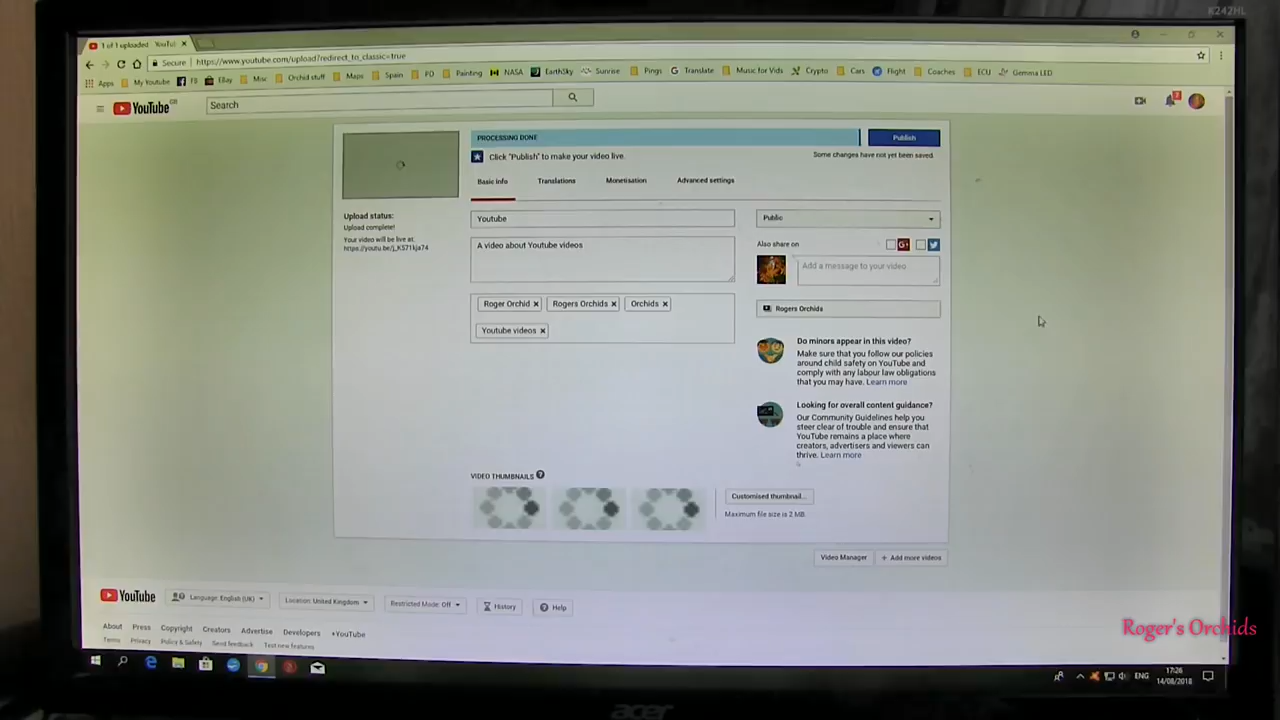 K242HL
1 of 1 uploaded - YouTu
Secure
https://www.youtube.com/upload?redirect_to_classic=true
Apps
My Youtube
FB
EBay
Misc
Orchid stuff
Maps
Spain
PD
Painting
NASA
EarthSky
Sunrise
Pings
Translate
Music for Vids
Crypto
Cars
Flight
Coaches
ECU
Gemma LED
YouTube GB
Search
2
PROCESSING DONE
Publish
Click "Publish" to make your video live.
Some changes have not yet been saved.
Basic info
Translations
Monetisation
Advanced settings
Upload status:
Upload complete!
Your video will be live at:
https://youtu.be/j_KS71kja74
Youtube
A video about Youtube videos
Roger Orchid
Rogers Orchids
Orchids
Youtube videos
Public
Also share on
G+
Add a message to your video
Rogers Orchids
Do minors appear in this video?
Make sure that you follow our policies
around child safety on YouTube and
comply with any labour law obligations
that you may have. Learn more
Looking for overall content guidance?
Our Community Guidelines help you
steer clear of trouble and ensure that
YouTube remains a place where
creators, advertisers and viewers can
thrive. Learn more
VIDEO THUMBNAILS ?
Customised thumbnail...
Maximum file size is 2 MB.
Video Manager
+ Add more videos
YouTube
Language: English (UK)
Location: United Kingdom
Restricted Mode: Off
History
Help
About
Press
Copyright
Creators
Advertise
Developers
+YouTube
Terms
Privacy
Policy & Safety
Send feedback
Test new features
Roger's Orchids
ENG
17:26
14/08/2018
acer